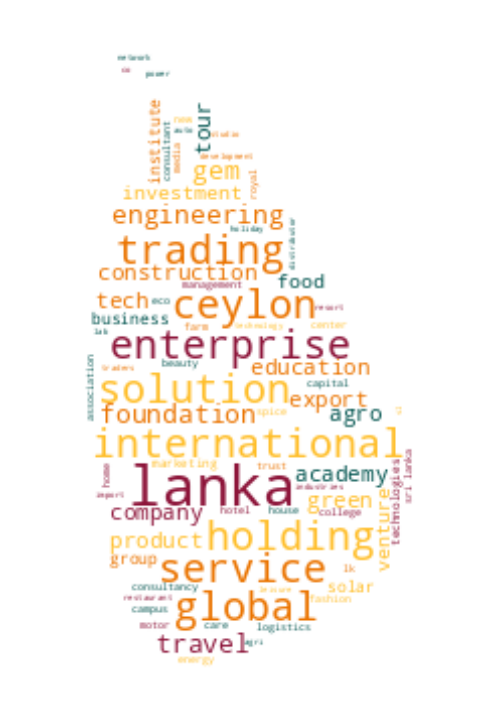 network
co power
institute
consultant
new
auto
media
tour
studio
development
gem
royal
investment
engineering
holiday
distributor
trading
construction
management
food
tech
eco
ceylon
resort
business
lak
farm
technology
center
enterprise
association
traders
beauty
education
solution
capital
export
foundation
spice
agro
international
marketing
trust
academy
home
lanka
industries
import
green
technologies
sri lanka
venture
company
hotel
house
college
product
holding
group
service
lk
consultancy
leisure
solar
restaurant
fashion
campus
global
motor
care
logistics
travel
agri
energy